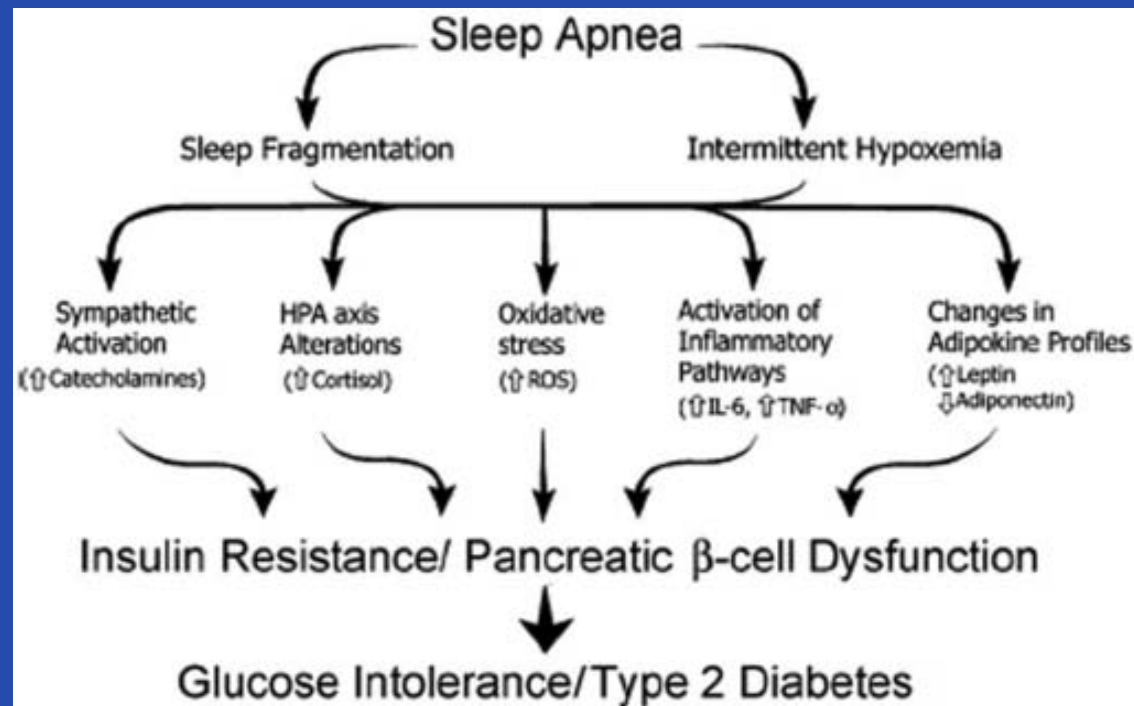 Sleep Apnea
Sleep Fragmentation
Intermittent Hypoxemia
Sympathetic
Activation
(⇧Catecholamines)
HPA axis
Alterations
(⇧Cortisol)
Oxidative
stress
(⇧ROS)
Activation of
Inflammatory
Pathways
(⇧IL-6, ⇧TNF-α)
Changes in
Adipokine Profiles
(⇧Leptin
⇩Adiponectin)
Insulin Resistance/ Pancreatic β-cell Dysfunction
Glucose Intolerance/Type 2 Diabetes